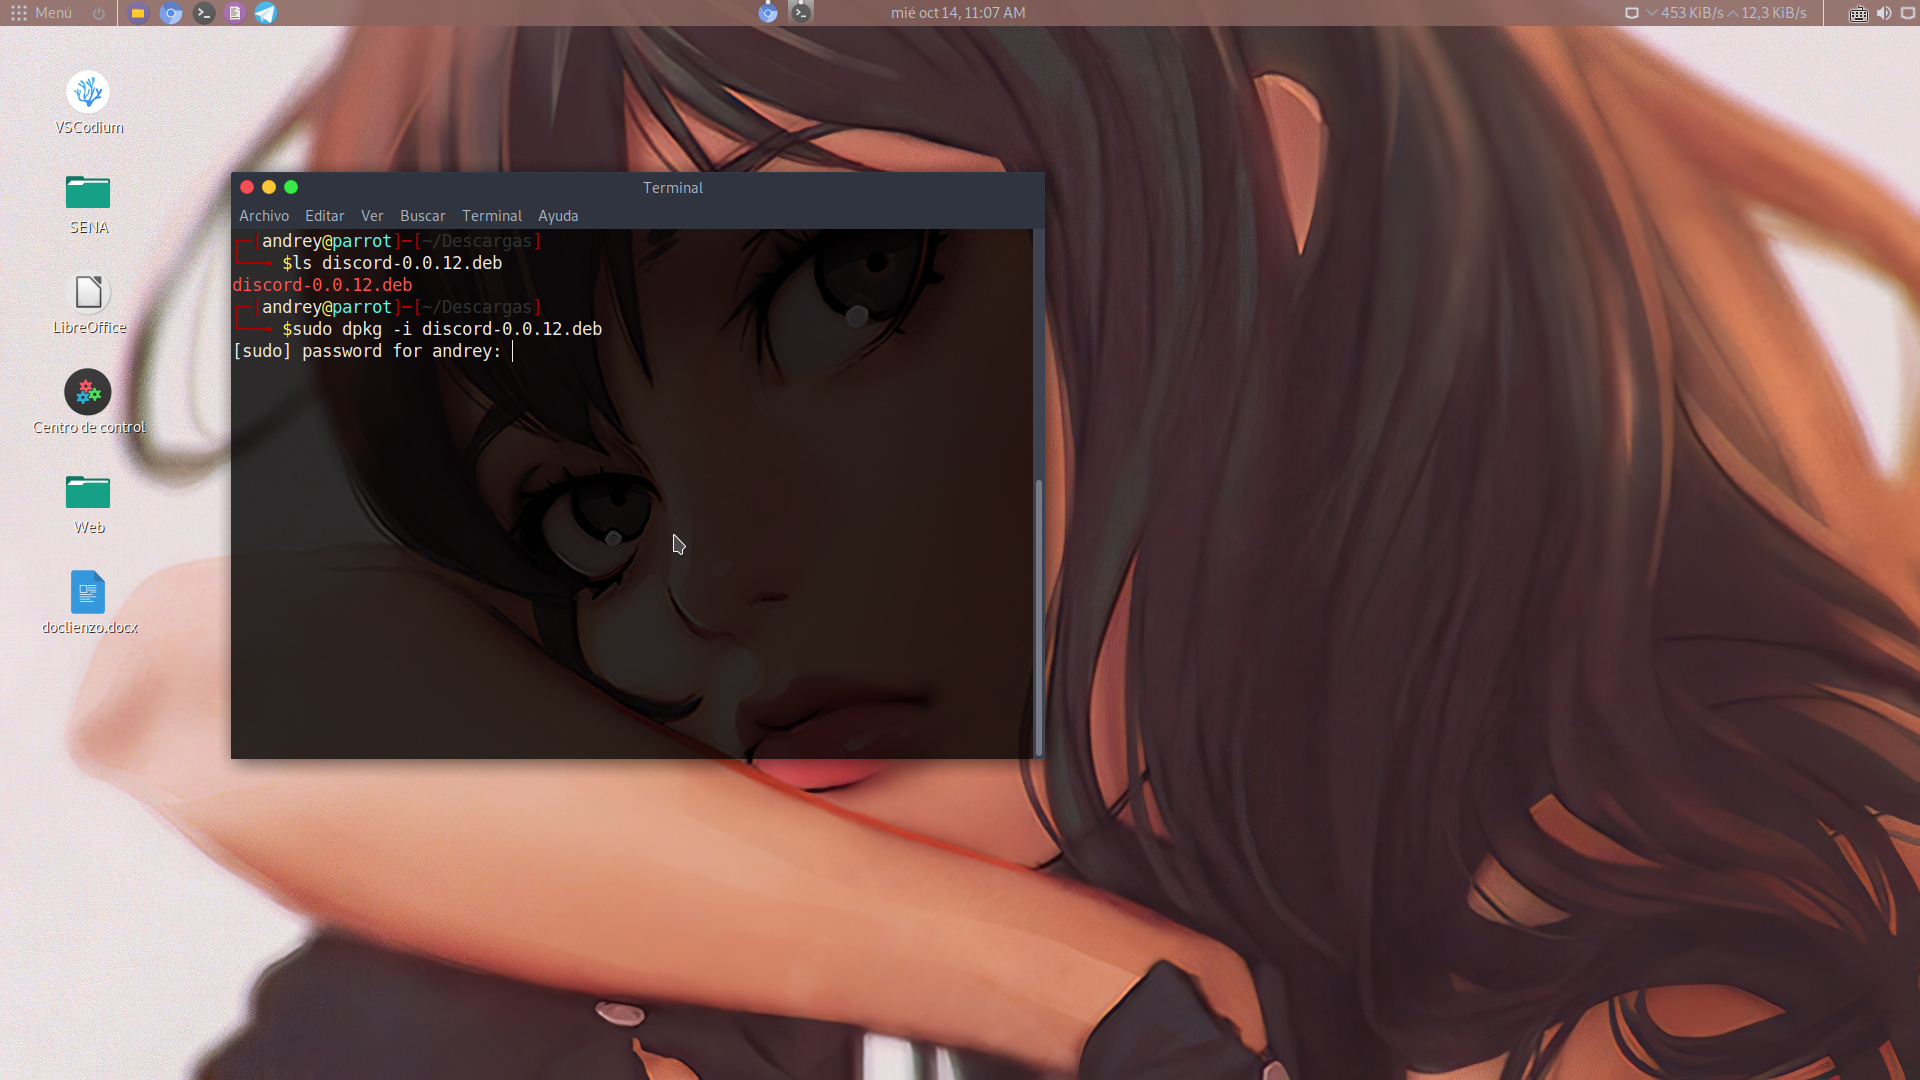 Menú
mié oct 14, 11:07 AM
453 KiB/s 12,3 KiB/s
VSCodium
SENA
LibreOffice
Centro de control
Web
doclienzo.docx
Terminal
Archivo Editar Ver Buscar Terminal Ayuda
┌─[andrey@parrot]─[~/Descargas]
└──╼ $ls discord-0.0.12.deb
discord-0.0.12.deb
┌─[andrey@parrot]─[~/Descargas]
└──╼ $sudo dpkg -i discord-0.0.12.deb
[sudo] password for andrey: